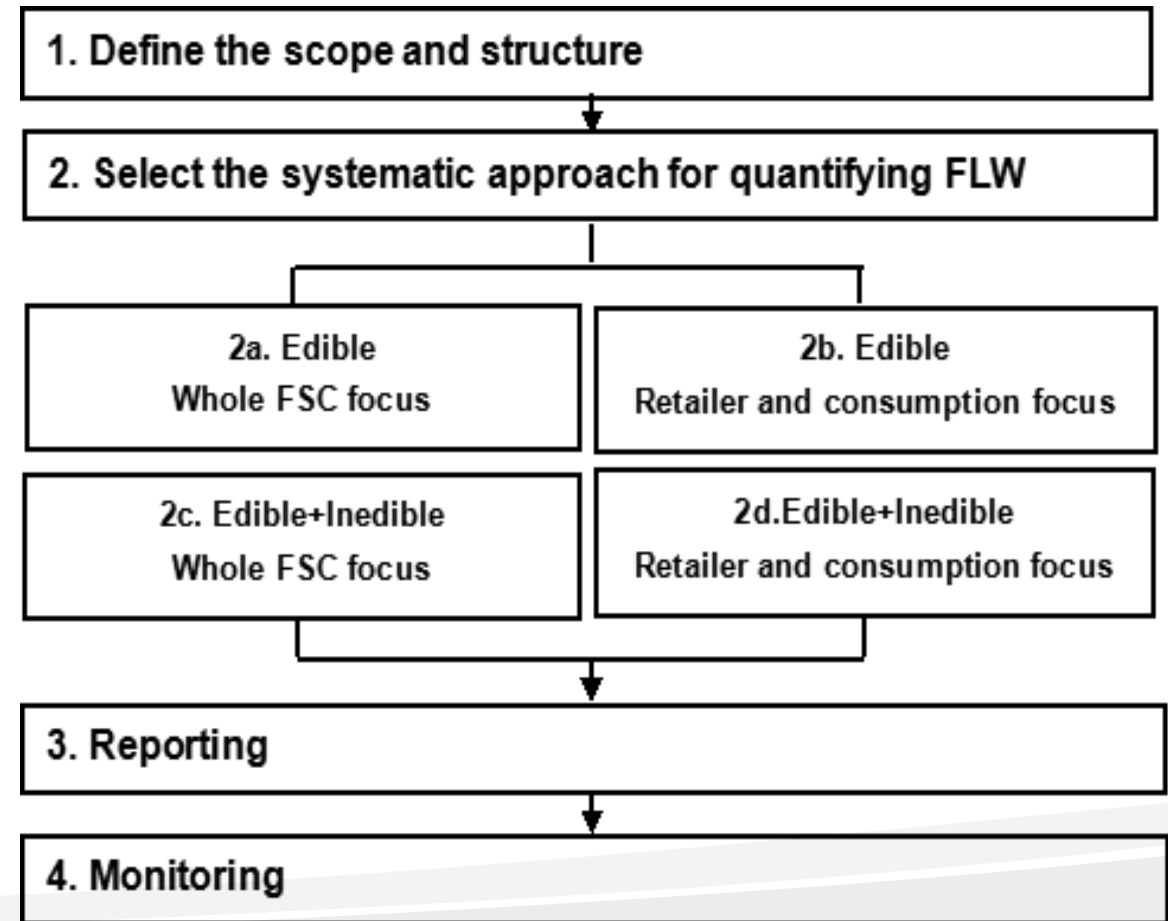 1. Define the scope and structure
2. Select the systematic approach for quantifying FLW
2a. Edible
Whole FSC focus
2b. Edible
Retailer and consumption focus
2c. Edible+Inedible
Whole FSC focus
2d.Edible+Inedible
Retailer and consumption focus
3. Reporting
4. Monitoring